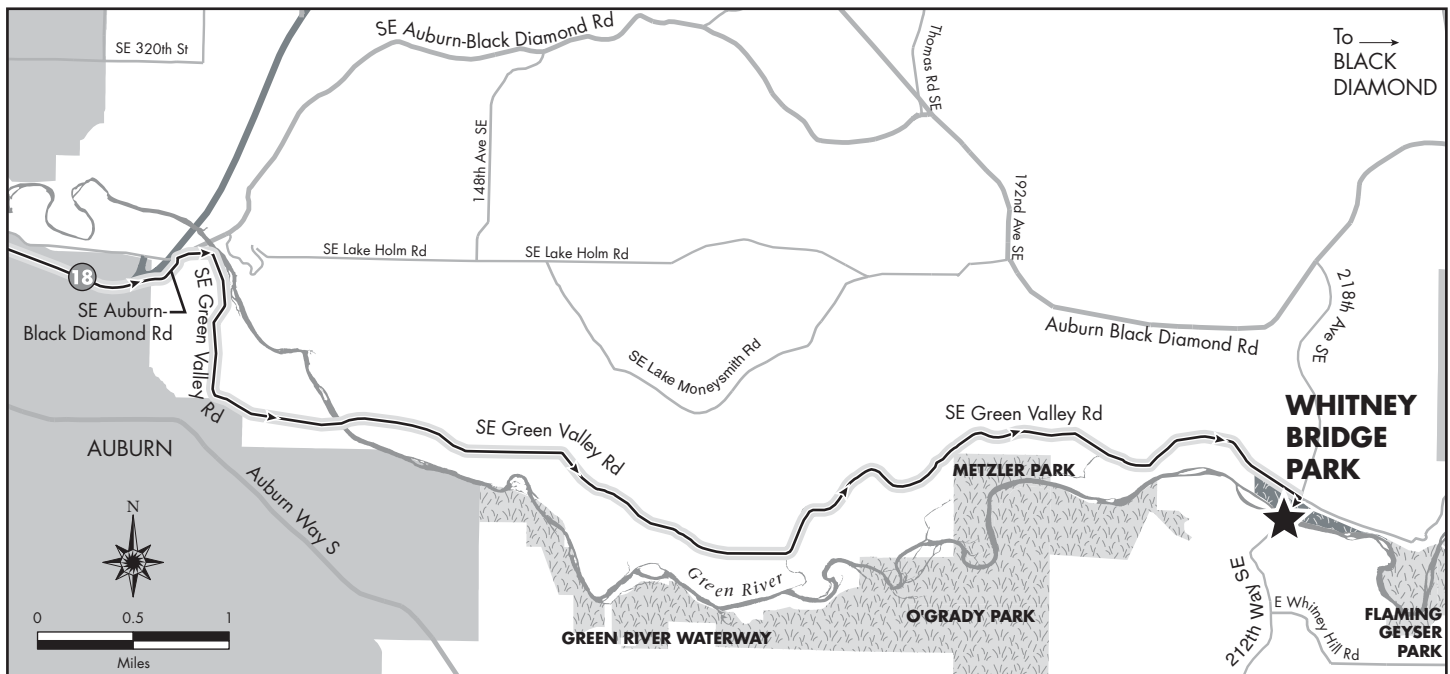 SE 320th St
SE Auburn-Black Diamond Rd
Thomas Rd SE
To
BLACK
DIAMOND
148th Ave SE
192nd Ave SE
SE Lake Holm Rd
SE Lake Holm Rd
18
SE Auburn-
Black Diamond Rd
SE Green Valley Rd
218th Ave SE
Auburn Black Diamond Rd
SE Lake Moneysmith Rd
WHITNEY
BRIDGE
PARK
SE Green Valley Rd
SE Green Valley Rd
METZLER PARK
AUBURN
Auburn Way S
N
Green River
212th Way SE
E Whitney Hill Rd
O'GRADY PARK
FLAMING
GEYSER
PARK
GREEN RIVER WATERWAY
0 0.5 1
Miles